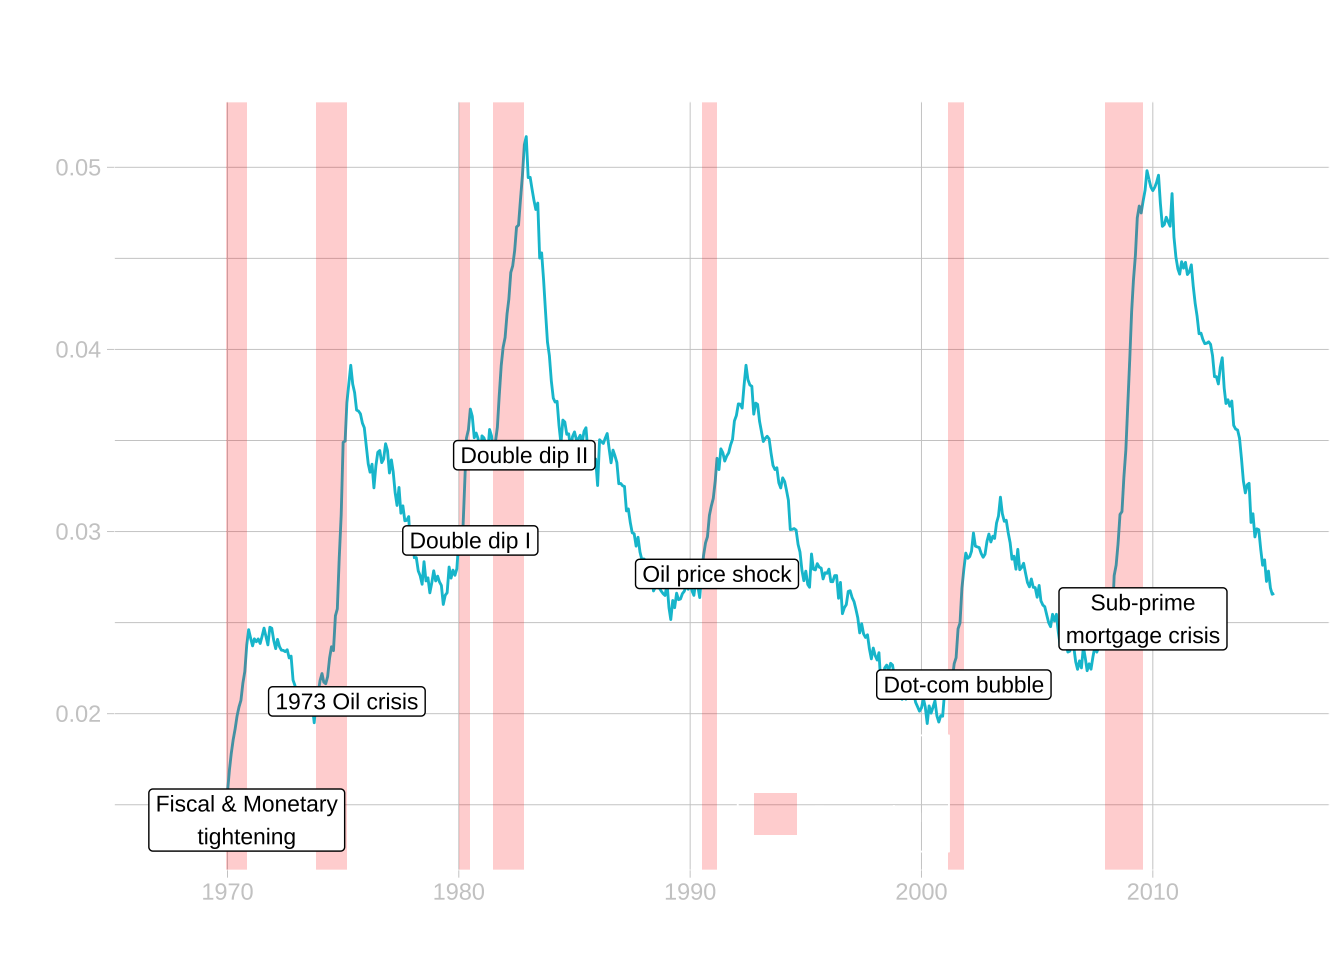 0.05
0.04
Double dip II
0.03
Double dip I
Oil price shock
Sub-prime
mortgage crisis
Dot-com bubble
1973 Oil crisis
0.02
Fiscal & Monetary
tightening
1970
1980
1990
2000
2010